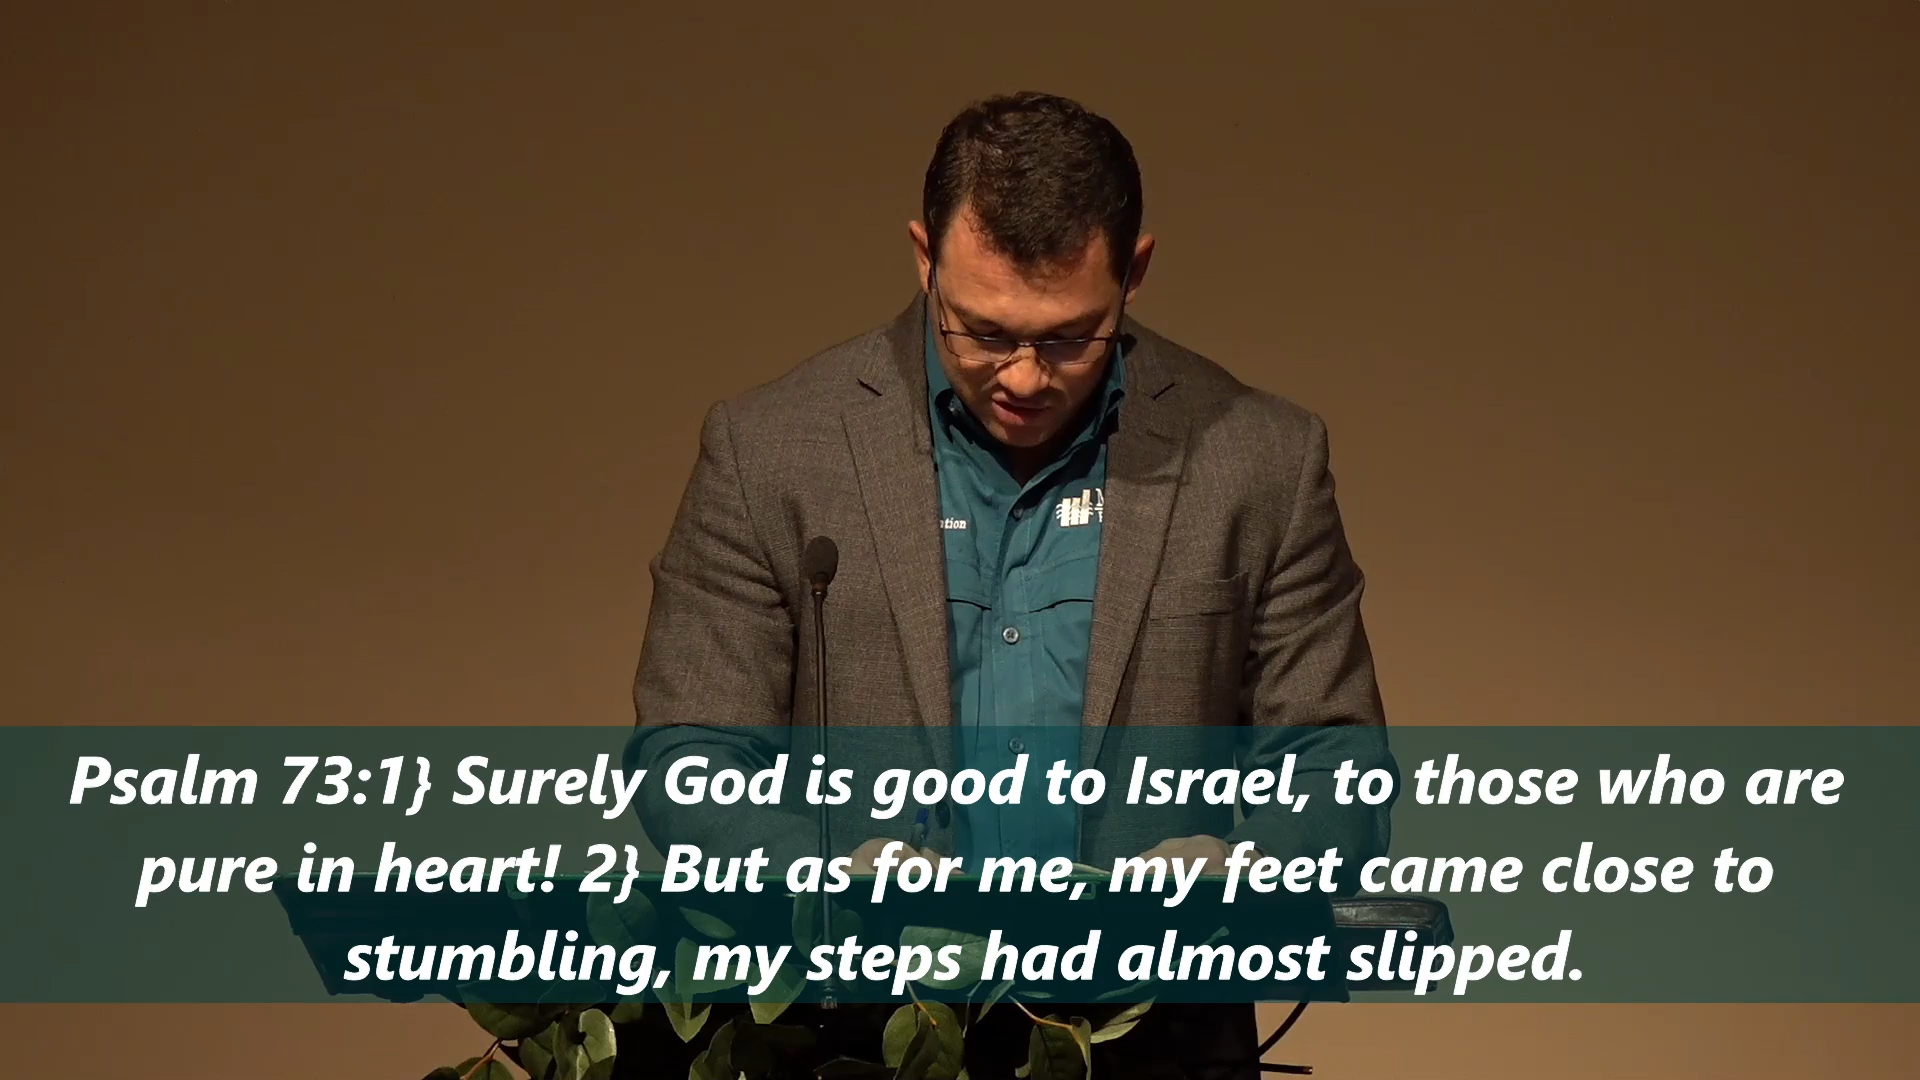 ation
Psalm 73:1} Surely God is good to Israel, to those who are
pure in heart! 2} But as for me, my feet came close to
stumbling, my steps had almost slipped.